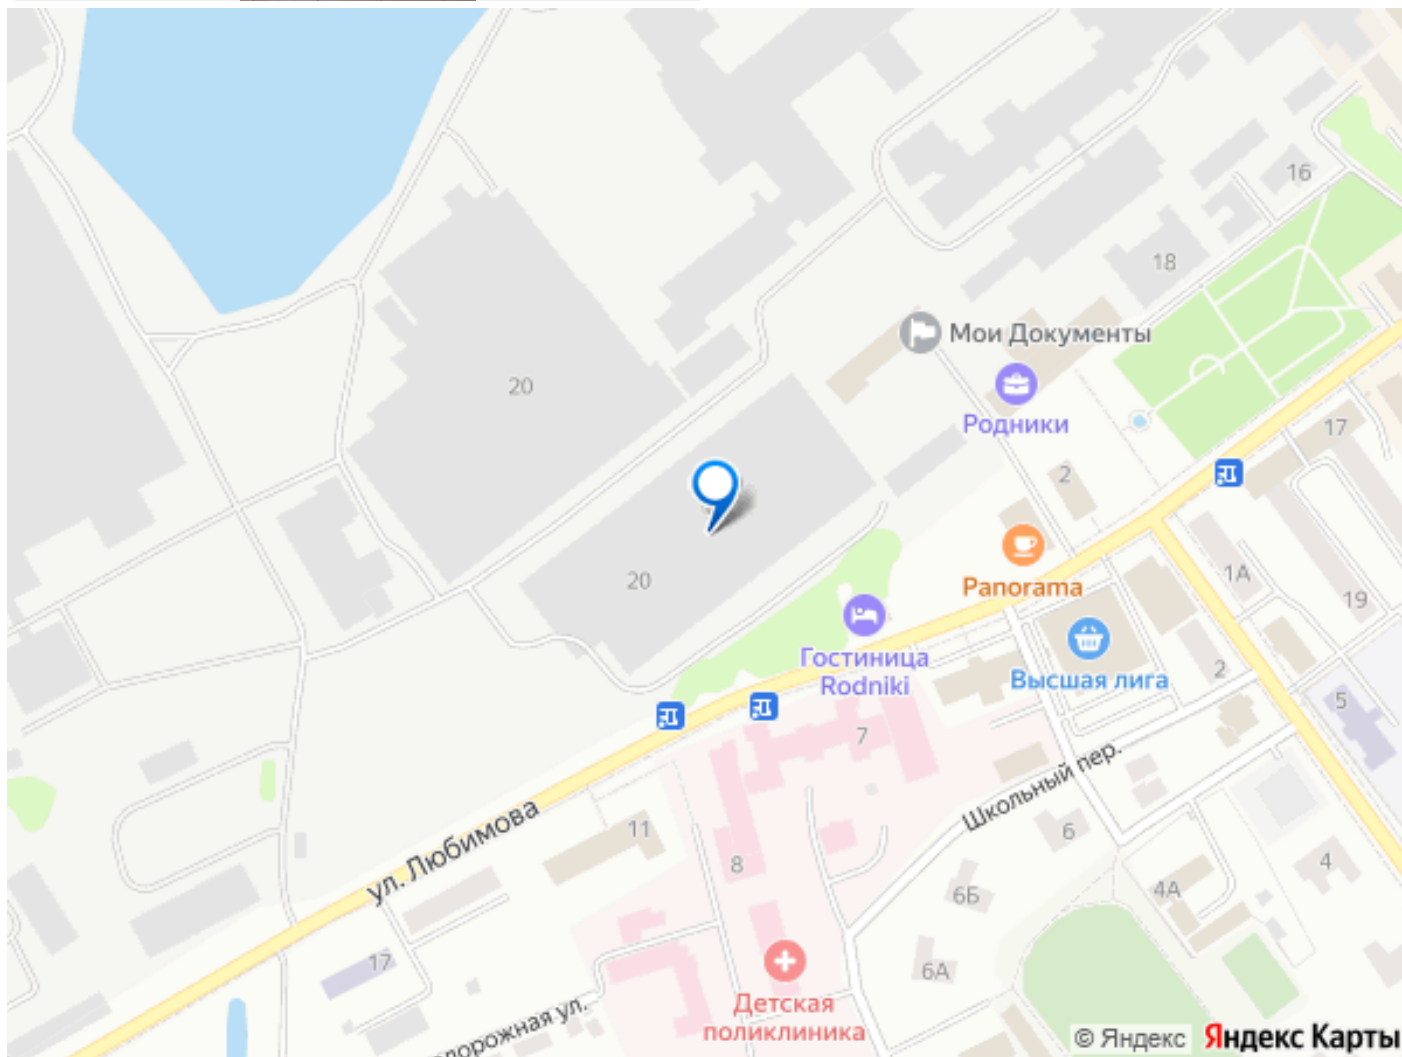 16
18
Мои Документы
20
Родники
17
2
Panorama
1А
20
19
Гостиница
Rodniki
Высшая лига
2
5
7
Школьный пер.
ул. Любимова
11
6
8
4
4А
6Б
17
6А
Детская
поликлиника
© Яндекс
Яндекс Карты